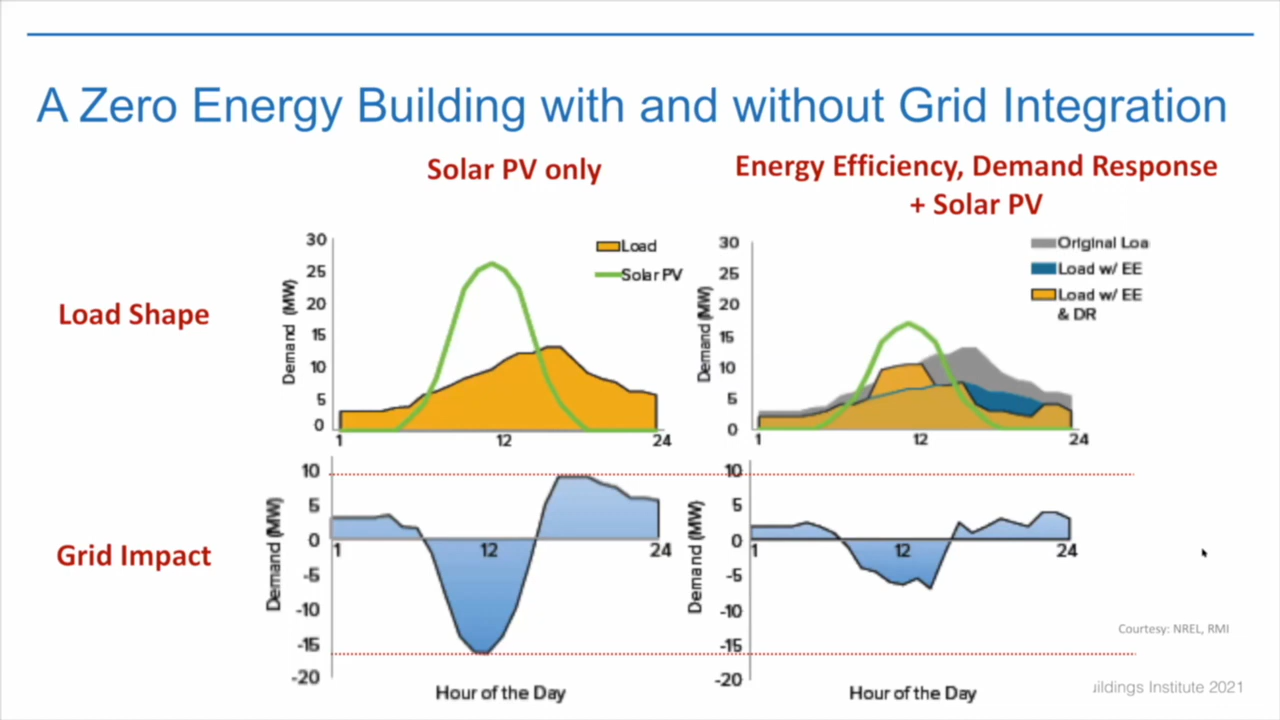 A Zero Energy Building with and without Grid Integration
Solar PV only
Energy Efficiency, Demand Response
+ Solar PV
Load Shape
Demand (MW)
30
25
20
15
10
5
0
1
12
24
Load
Solar PV
Demand (MW)
30
25
20
15
10
5
0
1
12
24
Original Loa
Load w/ EE
Load w/ EE
& DR
Grid Impact
Demand (MW)
10
5
0
-5
-10
-15
-20
1
12
24
Hour of the Day
Demand (MW)
10
5
0
-5
-10
-15
-20
1
12
24
Hour of the Day
Courtesy: NREL, RMI
uildings Institute 2021